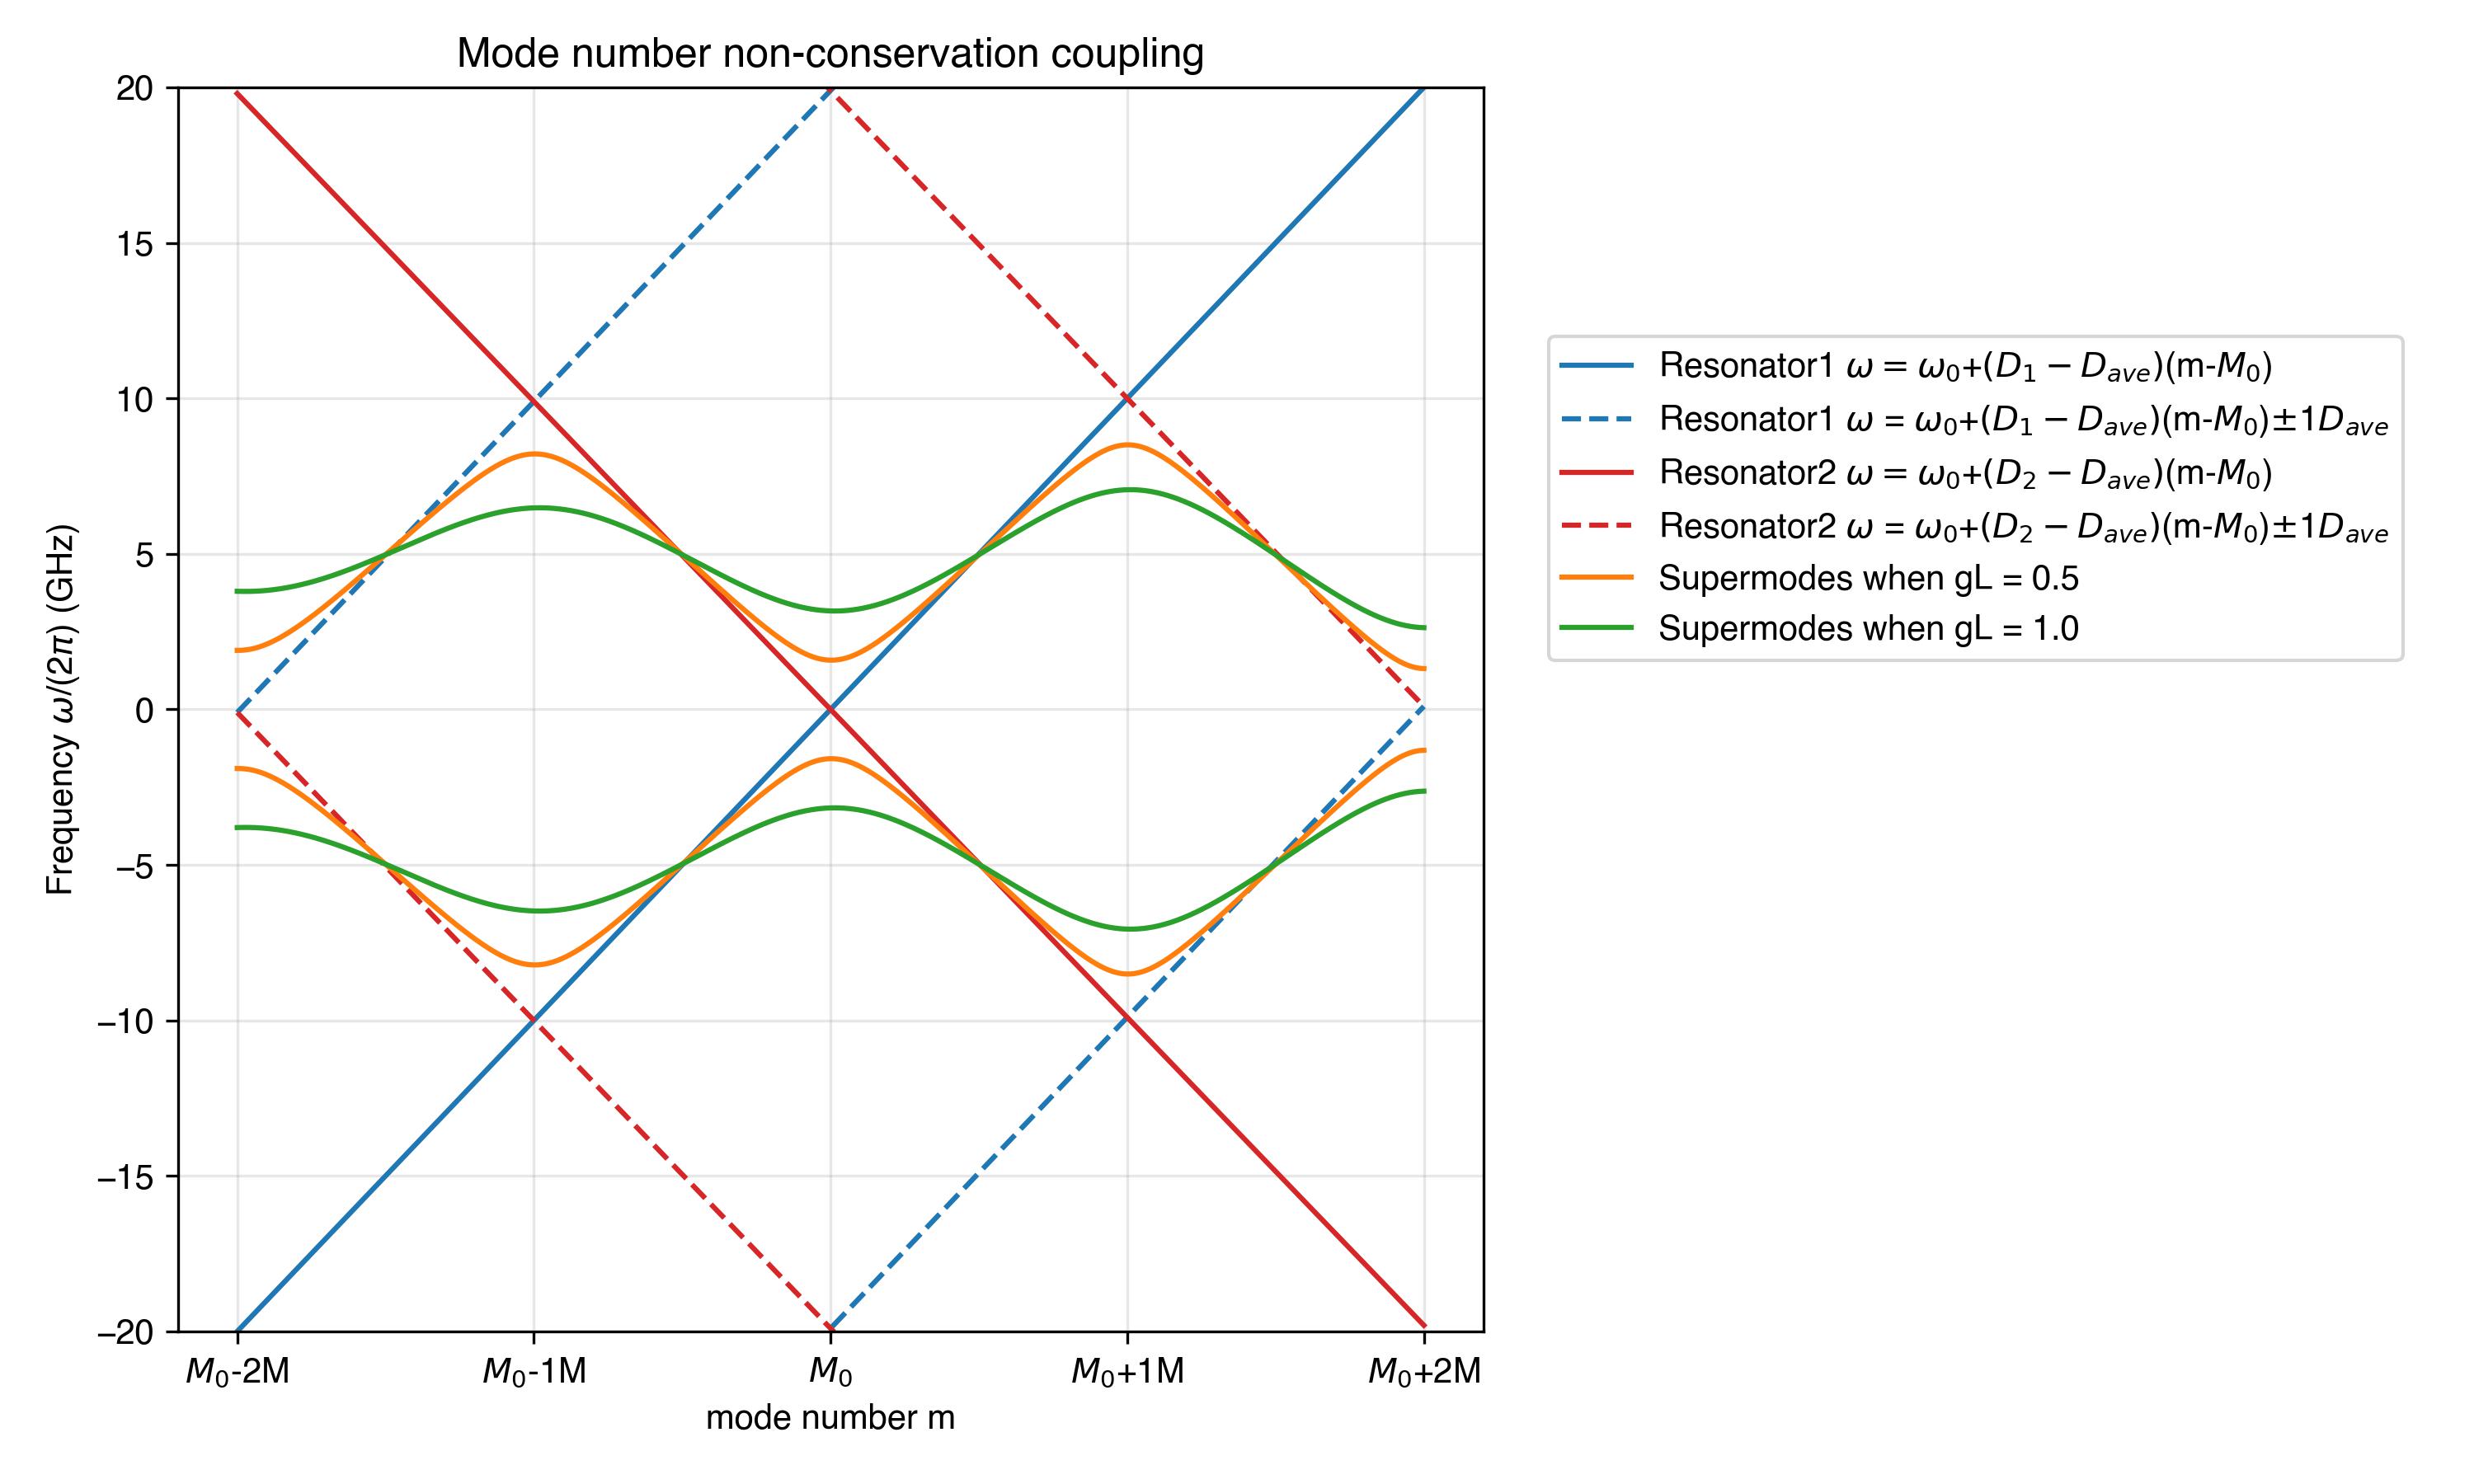 Mode number non-conservation coupling
20
15
10
5
0
−5
−10
−15
−20
Frequency ω/(2π) (GHz)
M₀-2M
M₀-1M
M₀
M₀+1M
M₀+2M
mode number m
Resonator1 ω = ω₀+(D₁ − D_ave)(m-M₀)
Resonator1 ω = ω₀+(D₁ − D_ave)(m-M₀)±1D_ave
Resonator2 ω = ω₀+(D₂ − D_ave)(m-M₀)
Resonator2 ω = ω₀+(D₂ − D_ave)(m-M₀)±1D_ave
Supermodes when gL = 0.5
Supermodes when gL = 1.0